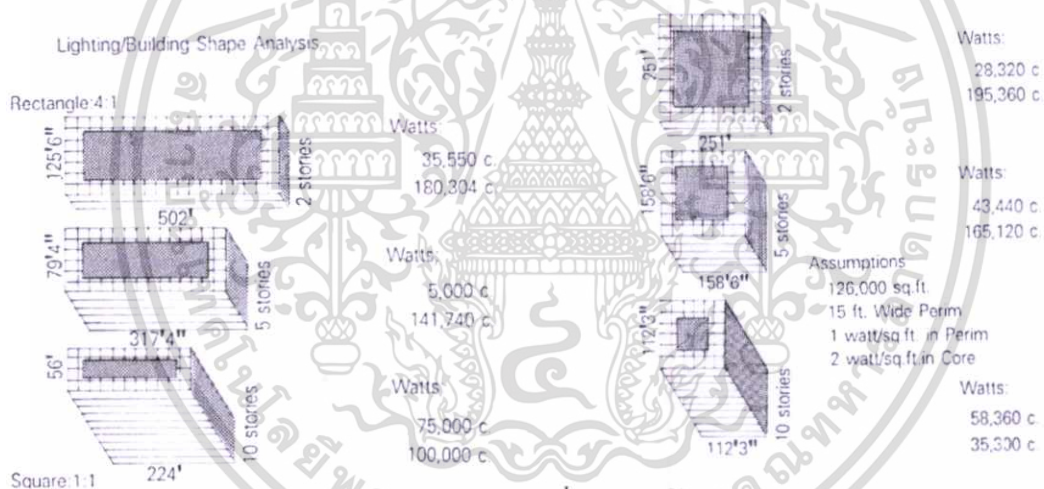 Lighting/Building Shape Analysis
Rectangle:4:1
125'6"
502'
2 stories
Watts:
35,550 c.
180,304 c.
79'4"
317'4"
5 stories
Watts:
5,000 c
141,740 c.
56'
224'
10 stories
Watts:
75,000 c
100,000 c
Square:1:1
251'
251'
2 stories
Watts:
28,320 c
195,360 c.
158'6"
158'6"
5 stories
Watts:
43,440 c.
165,120 c.
Assumptions
126,000 sq.ft.
15 ft. Wide Perim
1 watt/sq.ft. in Perim
2 watt/sq.ft.in Core
112'3"
112'3"
10 stories
Watts:
58,360 c.
35,300 c.